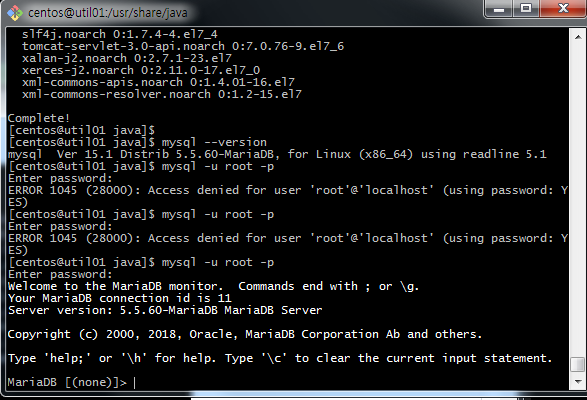 centos@util01:/usr/share/java
slf4j.noarch 0:1.7.4-4.el7_4
tomcat-servlet-3.0-api.noarch 0:7.0.76-9.el7_6
xalan-j2.noarch 0:2.7.1-23.el7
xerces-j2.noarch 0:2.11.0-17.el7_0
xml-commons-apis.noarch 0:1.4.01-16.el7
xml-commons-resolver.noarch 0:1.2-15.el7
Complete!
[centos@util01 java]$
[centos@util01 java]$ mysql --version
mysql  Ver 15.1 Distrib 5.5.60-MariaDB, for Linux (x86_64) using readline 5.1
[centos@util01 java]$ mysql -u root -p
Enter password:
ERROR 1045 (28000): Access denied for user 'root'@'localhost' (using password: Y
ES)
[centos@util01 java]$ mysql -u root -p
Enter password:
ERROR 1045 (28000): Access denied for user 'root'@'localhost' (using password: Y
ES)
[centos@util01 java]$ mysql -u root -p
Enter password:
Welcome to the MariaDB monitor.  Commands end with ; or \g.
Your MariaDB connection id is 11
Server version: 5.5.60-MariaDB MariaDB Server
Copyright (c) 2000, 2018, Oracle, MariaDB Corporation Ab and others.
Type 'help;' or '\h' for help. Type '\c' to clear the current input statement.
MariaDB [(none)]>